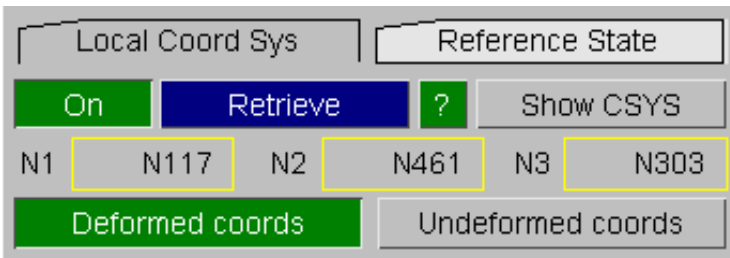 Local Coord Sys Reference State
On Retrieve ? Show CSYS
N1 N117 N2 N461 N3 N303
Deformed coords Undeformed coords